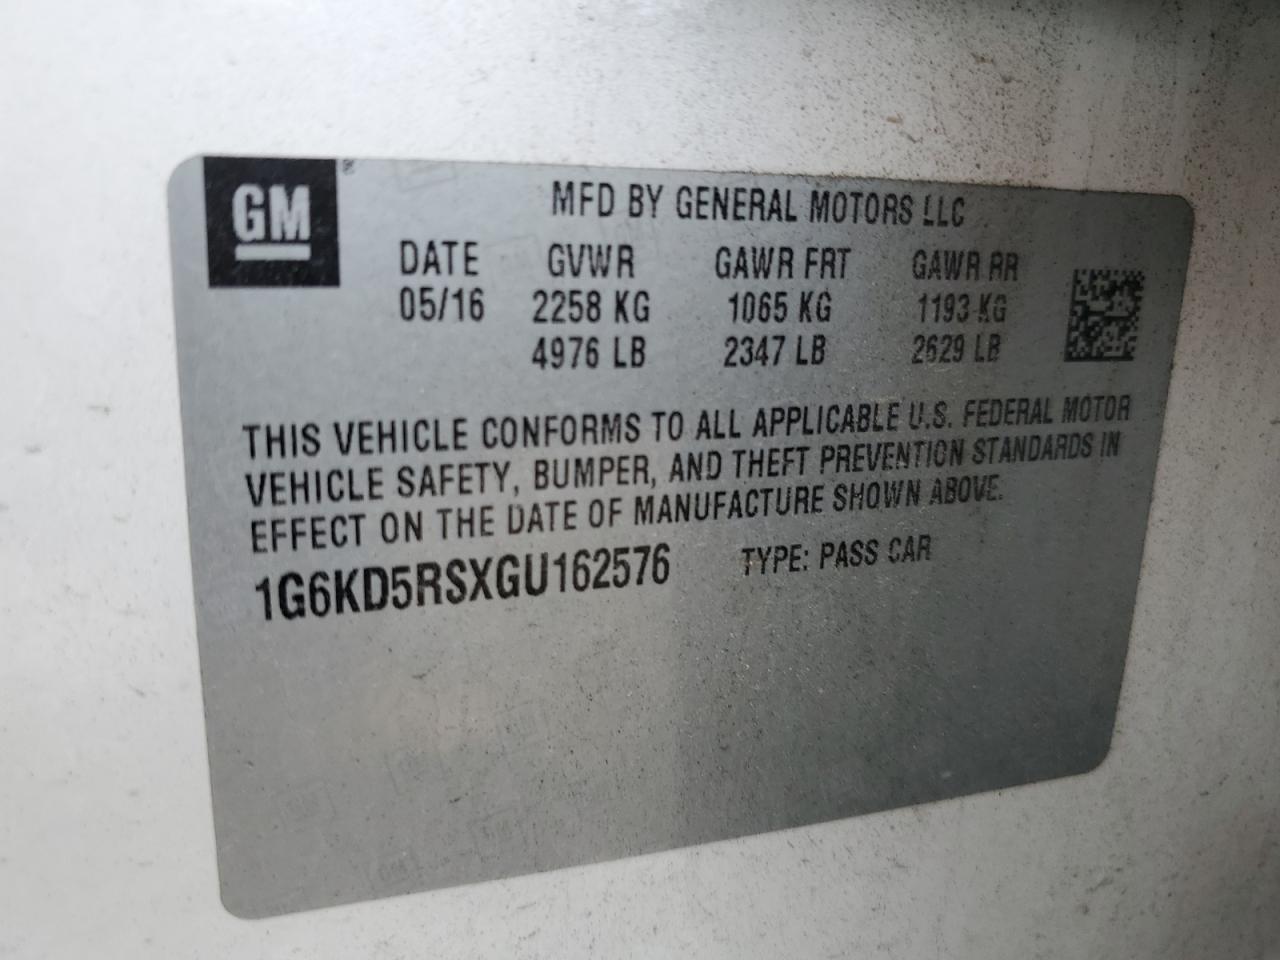 GM
MFD BY GENERAL MOTORS LLC
DATE GVWR GAWR FRT GAWR RR
05/16 2258 KG 1065 KG 1193 KG
4976 LB 2347 LB 2629 LB
THIS VEHICLE CONFORMS TO ALL APPLICABLE U.S. FEDERAL MOTOR
VEHICLE SAFETY, BUMPER, AND THEFT PREVENTION STANDARDS IN
EFFECT ON THE DATE OF MANUFACTURE SHOWN ABOVE.
1G6KD5RSXGU162576 TYPE: PASS CAR